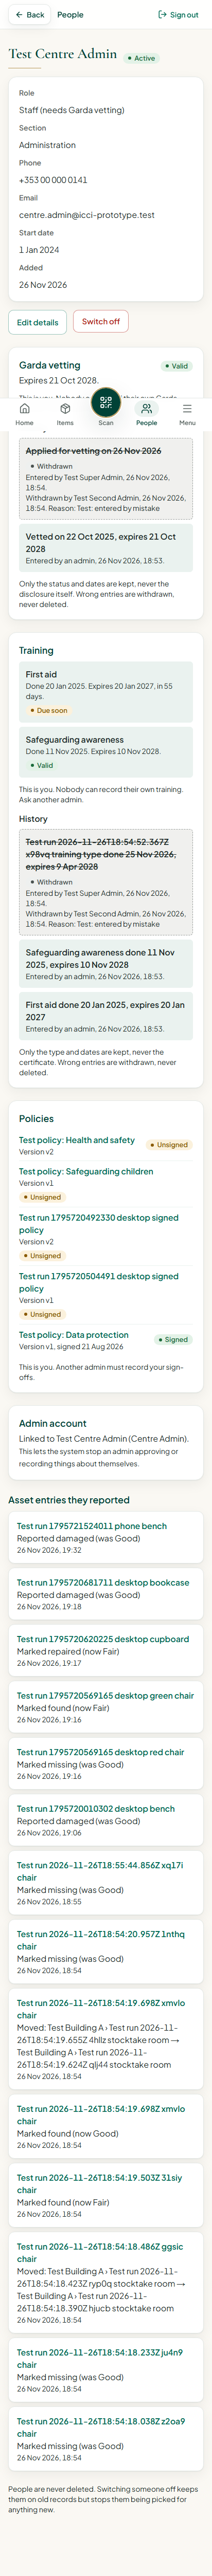 Back
People
Sign out
Test Centre Admin
Active
Role
Staff (needs Garda vetting)
Section
Administration
Phone
+353 00 000 0141
Email
centre.admin@icci-prototype.test
Start date
1 Jan 2024
Added
26 Nov 2026
Edit details
Switch off
Garda vetting
Valid
Expires 21 Oct 2028.
Home
Items
Scan
People
Menu
Applied for vetting on 26 Nov 2026
Withdrawn
Entered by Test Super Admin, 26 Nov 2026,
18:54.
Withdrawn by Test Second Admin, 26 Nov 2026,
18:54. Reason: Test: entered by mistake
Vetted on 22 Oct 2025, expires 21 Oct
2028
Entered by an admin, 26 Nov 2026, 18:53.
Only the status and dates are kept, never the
disclosure itself. Wrong entries are withdrawn,
never deleted.
Training
First aid
Done 20 Jan 2025. Expires 20 Jan 2027, in 55
days.
Due soon
Safeguarding awareness
Done 11 Nov 2025. Expires 10 Nov 2028.
Valid
This is you. Nobody can record their own training.
Ask another admin.
History
Test run 2026-11-26T18:54:52.367Z
x98vq training type done 25 Nov 2026,
expires 9 Apr 2028
Withdrawn
Entered by Test Super Admin, 26 Nov 2026,
18:54.
Withdrawn by Test Second Admin, 26 Nov 2026,
18:54. Reason: Test: entered by mistake
Safeguarding awareness done 11 Nov
2025, expires 10 Nov 2028
Entered by an admin, 26 Nov 2026, 18:53.
First aid done 20 Jan 2025, expires 20 Jan
2027
Entered by an admin, 26 Nov 2026, 18:53.
Only the type and dates are kept, never the
certificate. Wrong entries are withdrawn, never
deleted.
Policies
Test policy: Health and safety
Unsigned
Version v2
Test policy: Safeguarding children
Version v1
Unsigned
Test run 1795720492330 desktop signed
policy
Version v2
Unsigned
Test run 1795720504491 desktop signed
policy
Version v1
Unsigned
Test policy: Data protection
Signed
Version v1, signed 21 Aug 2026
This is you. Another admin must record your sign-
offs.
Admin account
Linked to Test Centre Admin (Centre Admin).
This lets the system stop an admin approving or
recording things about themselves.
Asset entries they reported
Test run 1795721524011 phone bench
Reported damaged (was Good)
26 Nov 2026, 19:32
Test run 1795720681711 desktop bookcase
Reported damaged (was Good)
26 Nov 2026, 19:18
Test run 1795720620225 desktop cupboard
Marked repaired (now Fair)
26 Nov 2026, 19:17
Test run 1795720569165 desktop green chair
Marked found (now Fair)
26 Nov 2026, 19:16
Test run 1795720569165 desktop red chair
Marked missing (was Good)
26 Nov 2026, 19:16
Test run 1795720010302 desktop bench
Reported damaged (was Good)
26 Nov 2026, 19:06
Test run 2026-11-26T18:55:44.856Z xq17i
chair
Marked missing (was Good)
26 Nov 2026, 18:55
Test run 2026-11-26T18:54:20.957Z 1nthq
chair
Marked missing (was Good)
26 Nov 2026, 18:54
Test run 2026-11-26T18:54:19.698Z xmvlo
chair
Moved: Test Building A › Test run 2026-11-
26T18:54:19.655Z 4hllz stocktake room →
Test Building A › Test run 2026-11-
26T18:54:19.624Z qlj44 stocktake room
26 Nov 2026, 18:54
Test run 2026-11-26T18:54:19.698Z xmvlo
chair
Marked found (now Good)
26 Nov 2026, 18:54
Test run 2026-11-26T18:54:19.503Z 31siy
chair
Marked found (now Fair)
26 Nov 2026, 18:54
Test run 2026-11-26T18:54:18.486Z ggsic
chair
Moved: Test Building A › Test run 2026-11-
26T18:54:18.423Z ryp0q stocktake room →
Test Building A › Test run 2026-11-
26T18:54:18.390Z hjucb stocktake room
26 Nov 2026, 18:54
Test run 2026-11-26T18:54:18.233Z ju4n9
chair
Marked missing (was Good)
26 Nov 2026, 18:54
Test run 2026-11-26T18:54:18.038Z z2oa9
chair
Marked missing (was Good)
26 Nov 2026, 18:54
People are never deleted. Switching someone off keeps
them on old records but stops them being picked for
anything new.